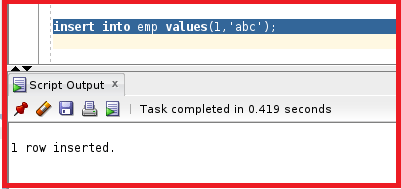 insert into emp values(1,'abc');
Script Output x
Task completed in 0.419 seconds
1 row inserted.